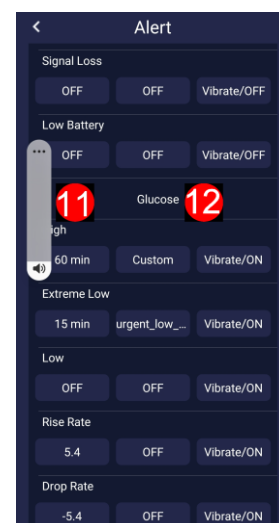 Alert
Signal Loss
OFF OFF Vibrate/OFF
Low Battery
OFF OFF Vibrate/OFF
11 Glucose 12
igh
60 min Custom Vibrate/ON
Extreme Low
15 min urgent_low_... Vibrate/ON
Low
OFF OFF Vibrate/ON
Rise Rate
5.4 OFF Vibrate/ON
Drop Rate
-5.4 OFF Vibrate/ON